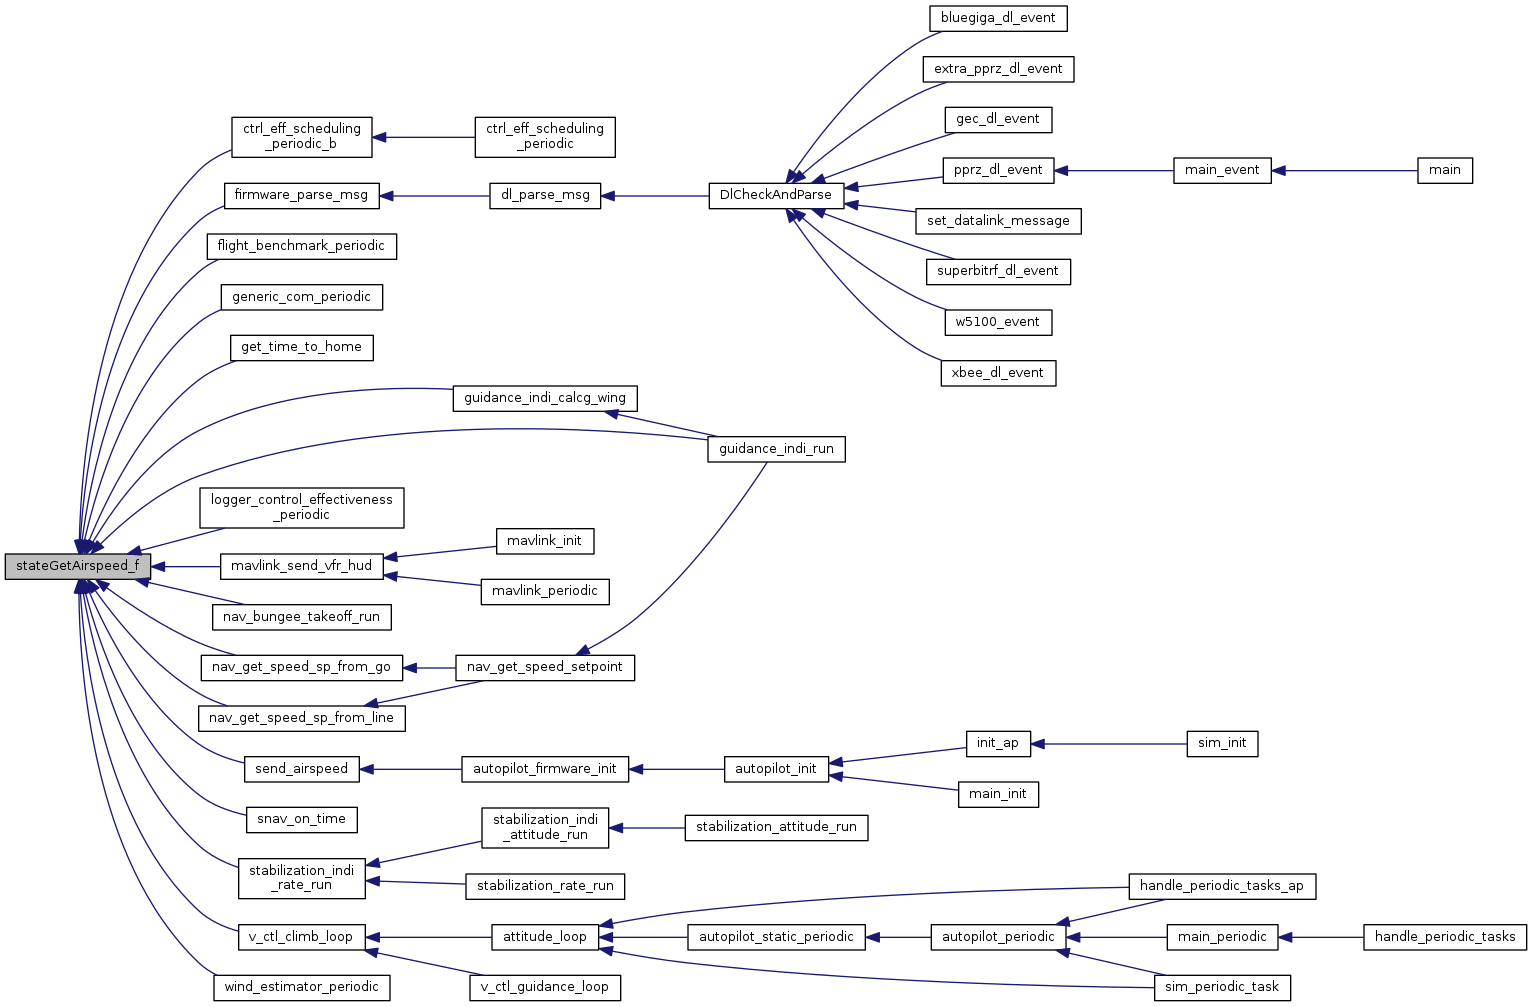 bluegiga_dl_event
extra_pprz_dl_event
ctrl_eff_scheduling
_periodic_b
ctrl_eff_scheduling
_periodic
gec_dl_event
firmware_parse_msg
dl_parse_msg
DlCheckAndParse
pprz_dl_event
main_event
main
set_datalink_message
flight_benchmark_periodic
superbitrf_dl_event
generic_com_periodic
w5100_event
get_time_to_home
xbee_dl_event
guidance_indi_calcg_wing
guidance_indi_run
logger_control_effectiveness
_periodic
stateGetAirspeed_f
mavlink_send_vfr_hud
mavlink_init
mavlink_periodic
nav_bungee_takeoff_run
nav_get_speed_sp_from_go
nav_get_speed_setpoint
nav_get_speed_sp_from_line
send_airspeed
autopilot_firmware_init
autopilot_init
init_ap
sim_init
main_init
snav_on_time
stabilization_indi
_attitude_run
stabilization_attitude_run
stabilization_indi
_rate_run
stabilization_rate_run
handle_periodic_tasks_ap
v_ctl_climb_loop
attitude_loop
autopilot_static_periodic
autopilot_periodic
main_periodic
handle_periodic_tasks
wind_estimator_periodic
v_ctl_guidance_loop
sim_periodic_task